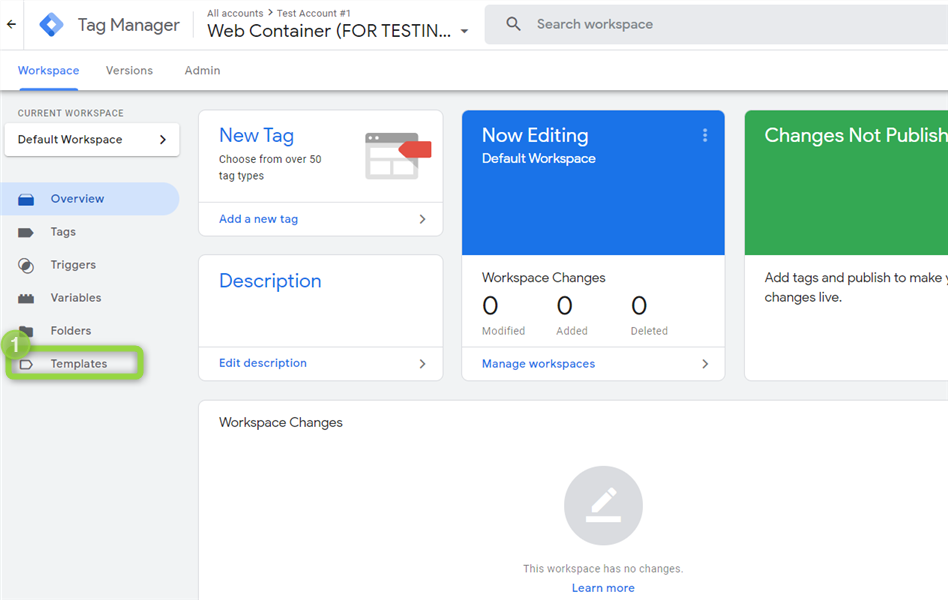 Tag Manager
All accounts > Test Account #1
Web Container (FOR TESTIN...
Search workspace
Workspace
Versions
Admin
CURRENT WORKSPACE
Default Workspace
Overview
Tags
Triggers
Variables
Folders
1
Templates
New Tag
Choose from over 50
tag types
Add a new tag
Description
Edit description
Now Editing
Default Workspace
Workspace Changes
0 0 0
Modified Added Deleted
Manage workspaces
Changes Not Publish
Add tags and publish to make
changes live.
Workspace Changes
This workspace has no changes.
Learn more